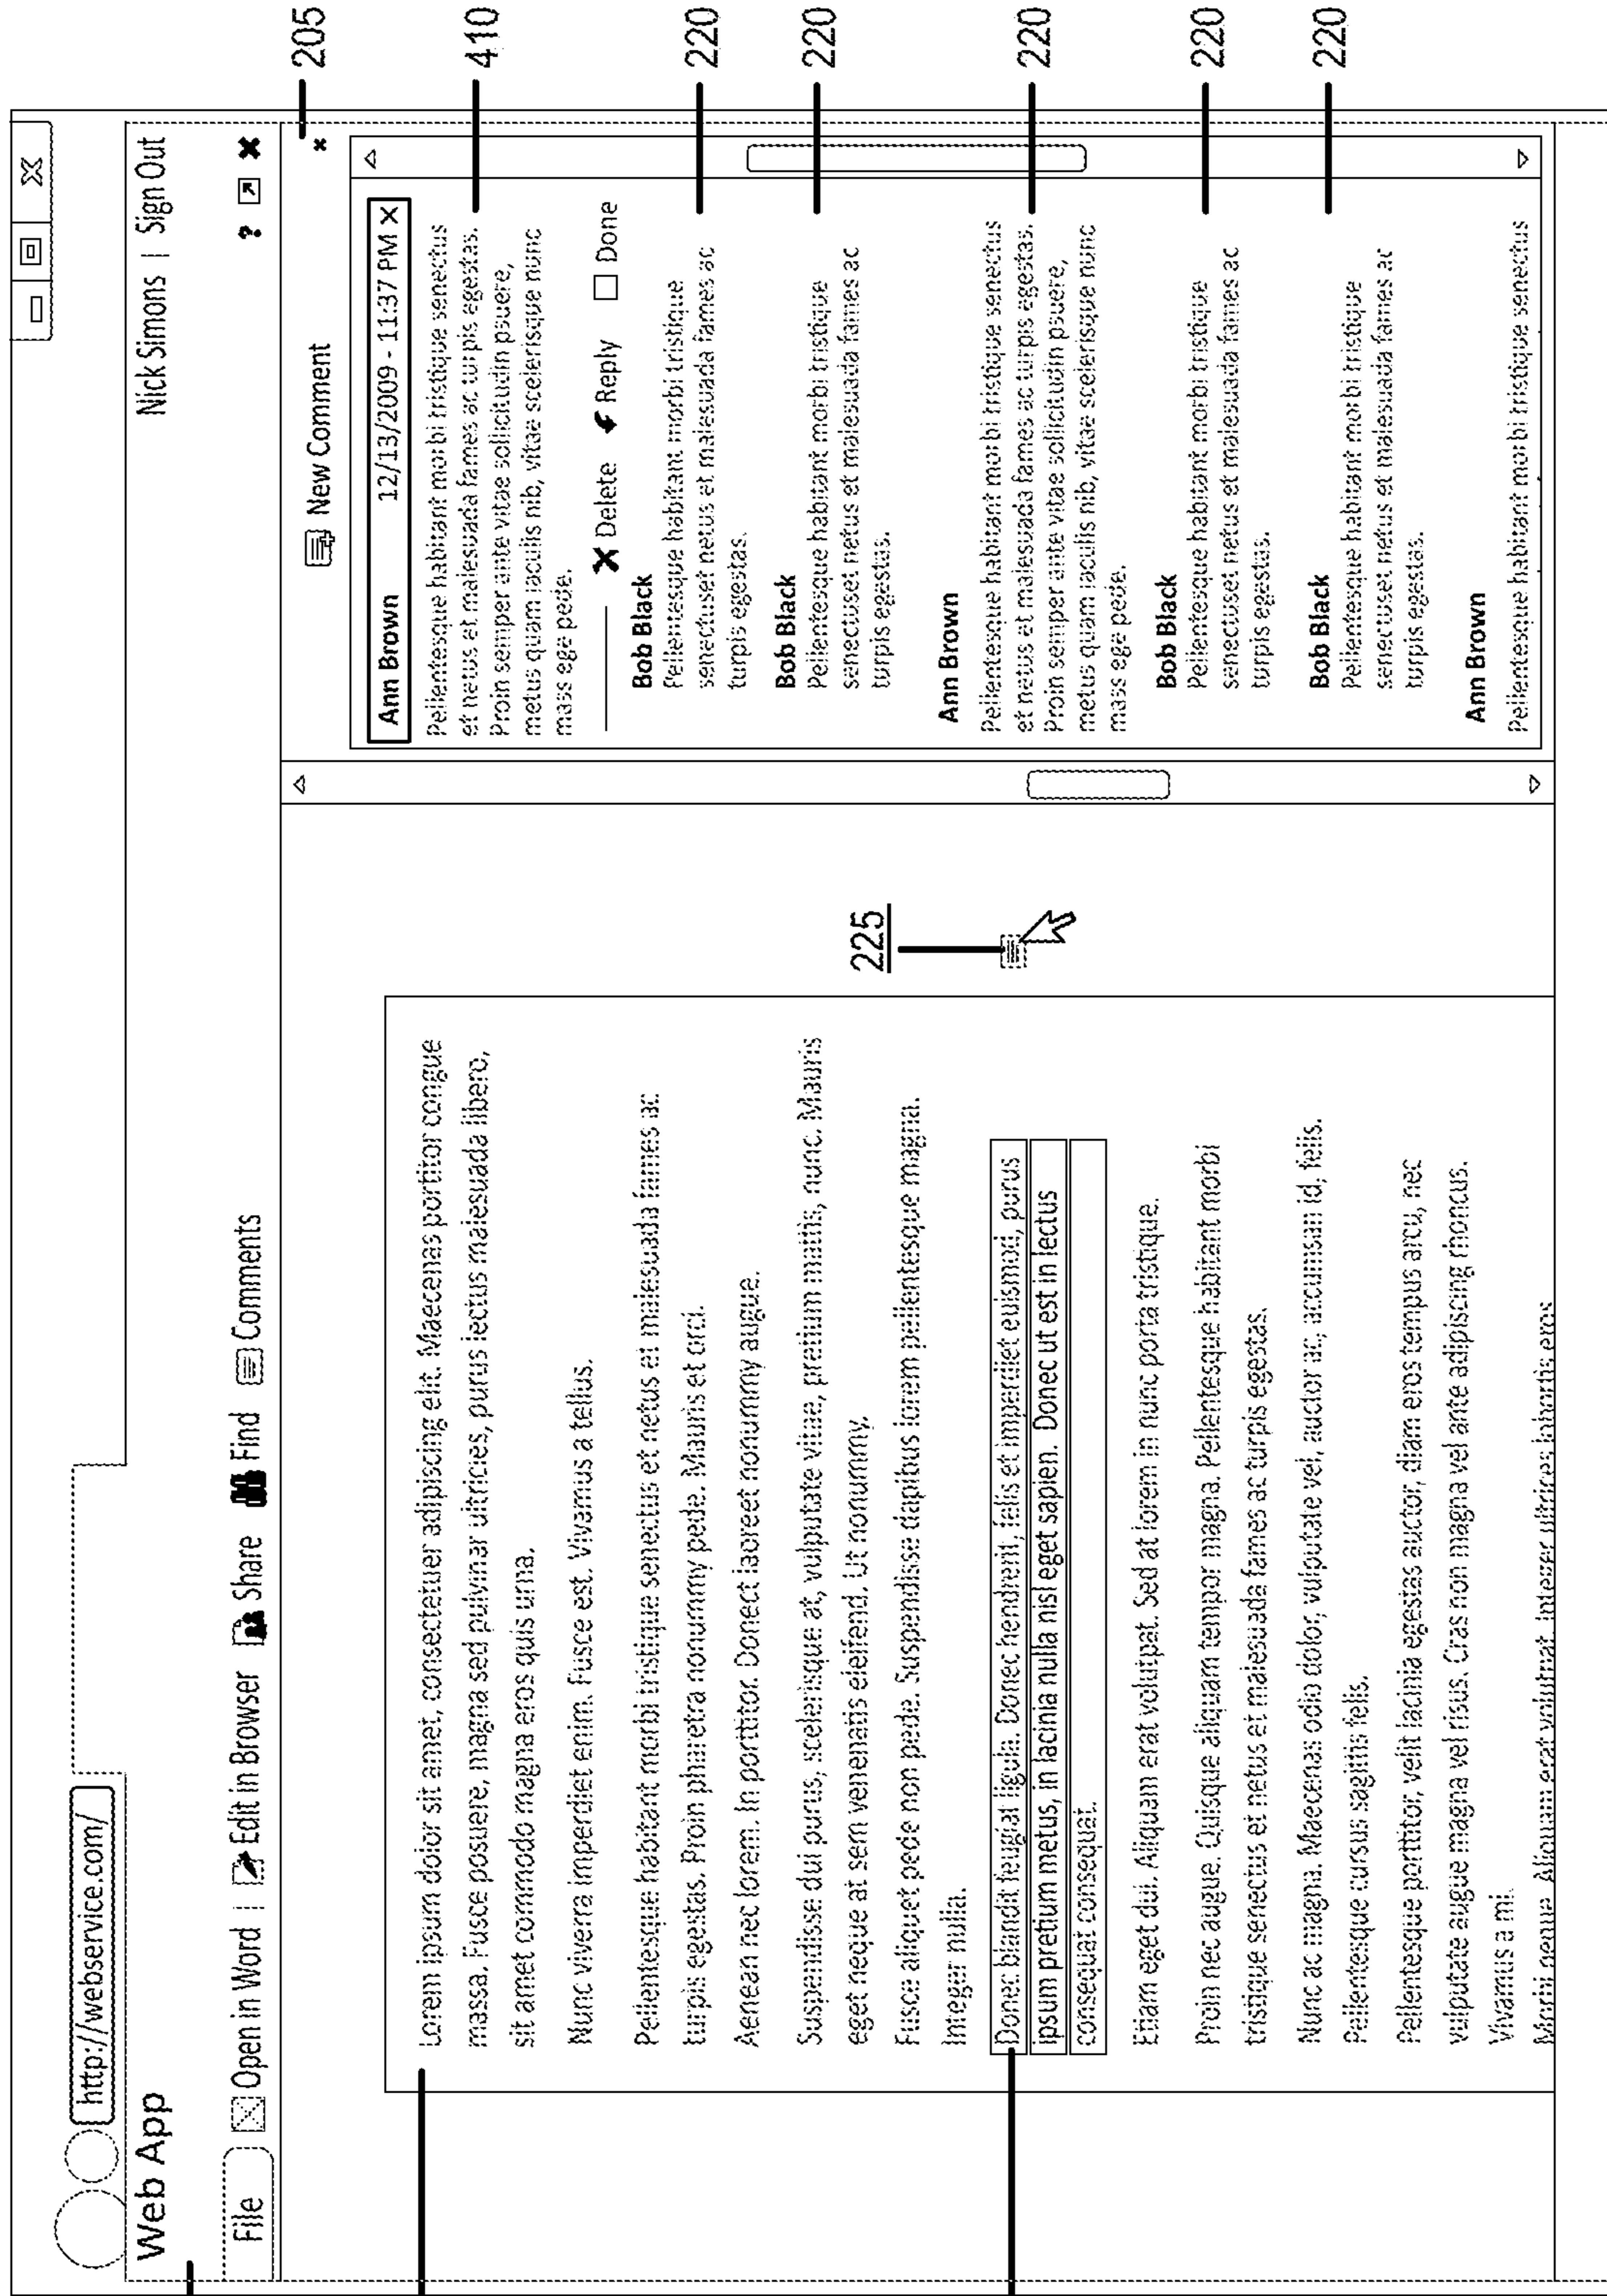 http://webservice.com/
Web App
Nick Simons | Sign Out
File
Open in Word | Edit in Browser Share Find Comments
? x
205
x
New Comment
Ann Brown 12/13/2009 - 11:37 PM X
410
Pellentesque habitant morbi tristique senectus
et netus et malesuada fames ac turpis egestas.
Proin semper ante vitae sollicitudin psuere,
metus quam iaculis nib, vitae scelerisque nunc
mass ege pede.
X Delete Reply Done
Bob Black
Pellentesque habitant morbi tristique
senectuset netus et malesuada fames ac
turpis egestas.
220
Bob Black
Pellentesque habitant morbi tristique
senectuset netus et malesuada fames ac
turpis egestas.
220
Ann Brown
Pellentesque habitant morbi tristique senectus
et netus et malesuada fames ac turpis egestas.
Proin semper ante vitae sollicitudin psuere,
metus quam iaculis nib, vitae scelerisque nunc
mass ege pede.
220
Bob Black
Pellentesque habitant morbi tristique
senectuset netus et malesuada fames ac
turpis egestas.
220
Bob Black
Pellentesque habitant morbi tristique
senectuset netus et malesuada fames ac
turpis egestas.
220
Ann Brown
Pellentesque habitant morbi tristique senectus
225
Lorem ipsum dolor sit amet, consectetuer adipiscing elit. Maecenas portitor congue
massa. Fusce posuere, magna sed pulvinar ultricies, purus lectus malesuada libero,
sit amet commodo magna eros quis urna.
Nunc viverra imperdiet enim. Fusce est. Vivamus a tellus.
Pellentesque habitant morbi tristique senectus et netus et malesuada fames ac
turpis egestas. Proin pharetra nonummy pede. Mauris et orci.
Aenean nec lorem. In porttitor. Donect laoreet nonummy augue.
Suspendisse dui purus, scelerisque at, vulputate vitae, pretium mattis, nunc. Mauris
eget neque at sem venenatis eleifend. Ut nonummy.
Fusce aliquet pede non pede. Suspendisse dapibus lorem pellentesque magna.
Integer nulla.
Donec blandit feugiat ligula. Donec hendrerit, felis et imperdiet euismod, purus
ipsum pretium metus, in lacinia nulla nisl eget sapien. Donec ut est in lectus
consequat consequat.
Etiam eget dui. Aliquam erat volutpat. Sed at lorem in nunc porta tristique.
Proin nec augue. Quisque aliquam tempor magna. Pellentesque habitant morbi
tristique senectus et netus et malesuada fames ac turpis egestas.
Nunc ac magna. Maecenas odio dolor, vulputate vel, auctor ac, accumsan id, felis.
Pellentesque cursus sagittis felis.
Pellentesque porttitor, velit lacinia egestas auctor, diam eros tempus arcu, nec
vulputate augue magna vel risus. Cras non magna vel ante adipiscing rhoncus.
Vivamus a mi.
Morbi neque. Aliquam erat volutpat. Integer ultrices lobortis eros